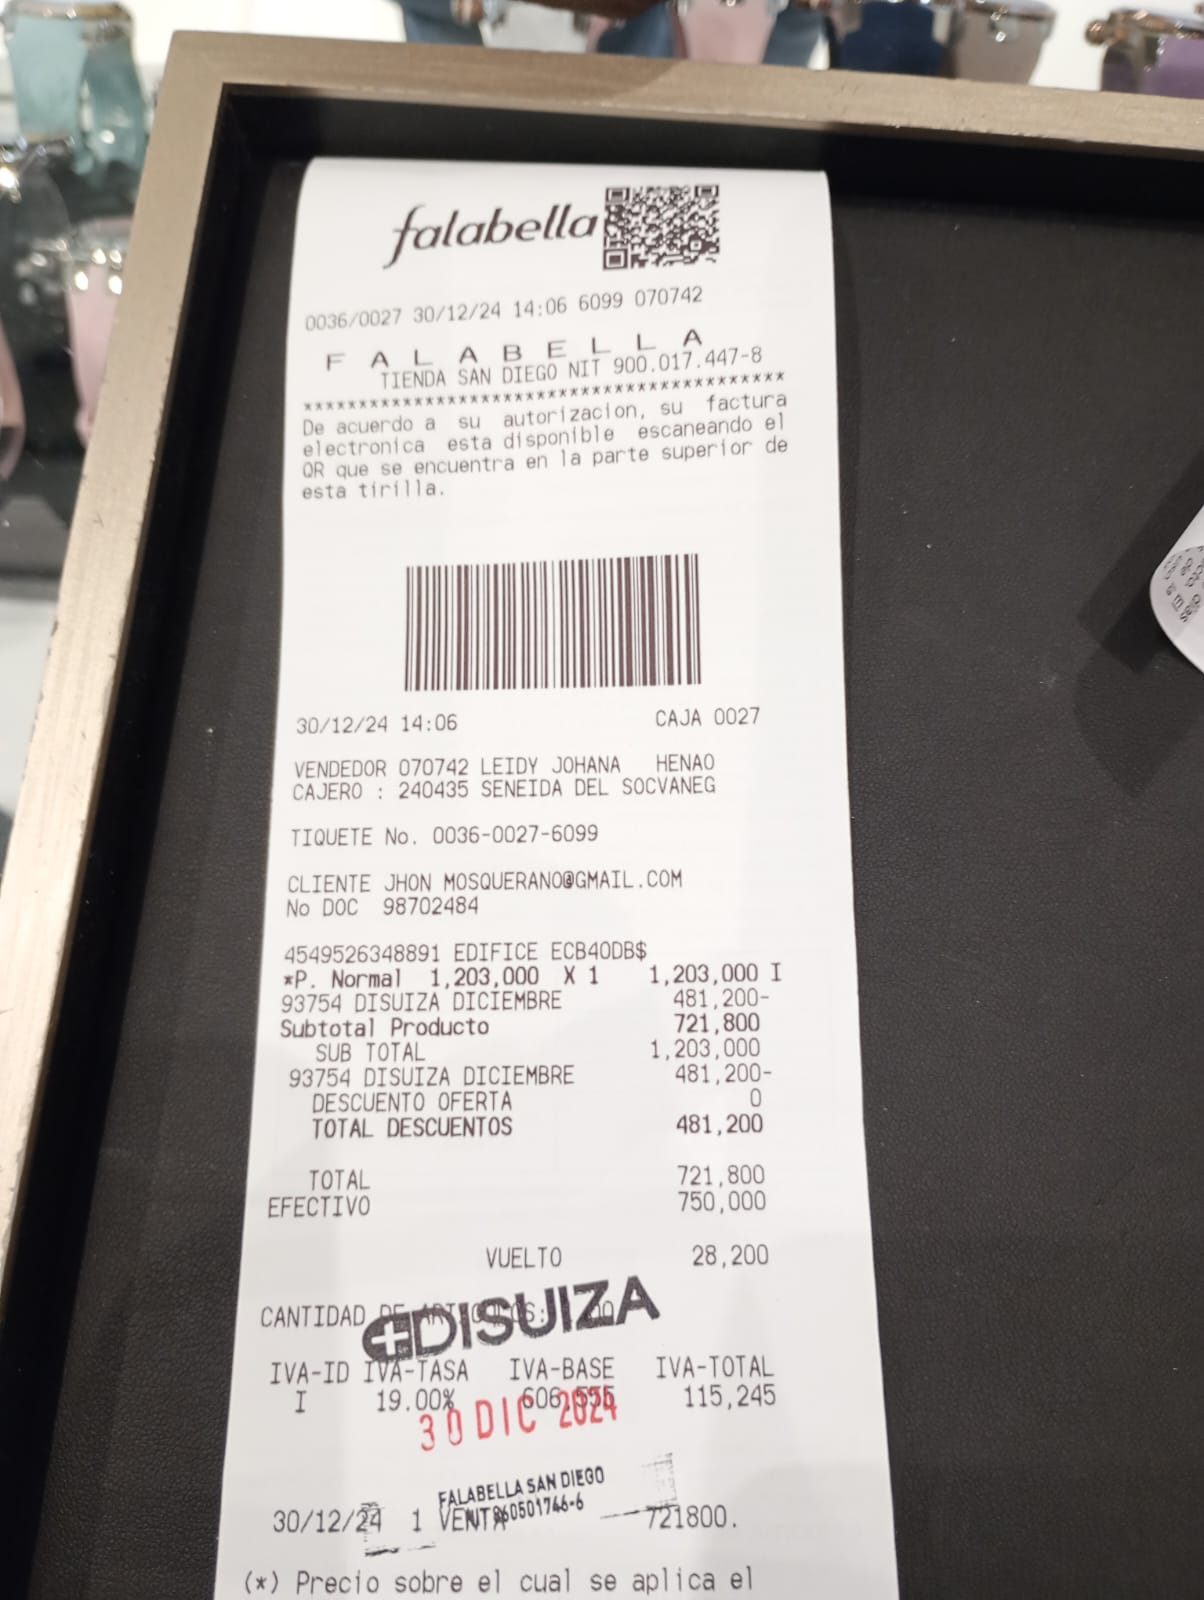 falabella
0036/0027 30/12/24 14:06 6099 070742
F A L A B E L L A
TIENDA SAN DIEGO NIT 900.017.447-8
********************************************
De acuerdo a su autorizacion, su factura
electronica esta disponible escaneando el
QR que se encuentra en la parte superior de
esta tirilla.
30/12/24 14:06 CAJA 0027
VENDEDOR 070742 LEIDY JOHANA HENAO
CAJERO : 240435 SENEIDA DEL SOCVANEG
TIQUETE No. 0036-0027-6099
CLIENTE JHON MOSQUERANO@GMAIL.COM
No DOC 98702484
4549526348891 EDIFICE ECB40DB$
*P. Normal 1,203,000 X 1 1,203,000 I
93754 DISUIZA DICIEMBRE 481,200-
Subtotal Producto 721,800
SUB TOTAL 1,203,000
93754 DISUIZA DICIEMBRE 481,200-
DESCUENTO OFERTA 0
TOTAL DESCUENTOS 481,200
TOTAL 721,800
EFECTIVO 750,000
VUELTO 28,200
CANTIDAD DE ARTICULOS:
DISUIZA
IVA-ID IVA-TASA IVA-BASE IVA-TOTAL
I 19.00% 606,555 115,245
30 DIC 2024
FALABELLA SAN DIEGO
860501746-6
30/12/24 1 VENTA 721800.
(*) Precio sobre el cual se aplica el